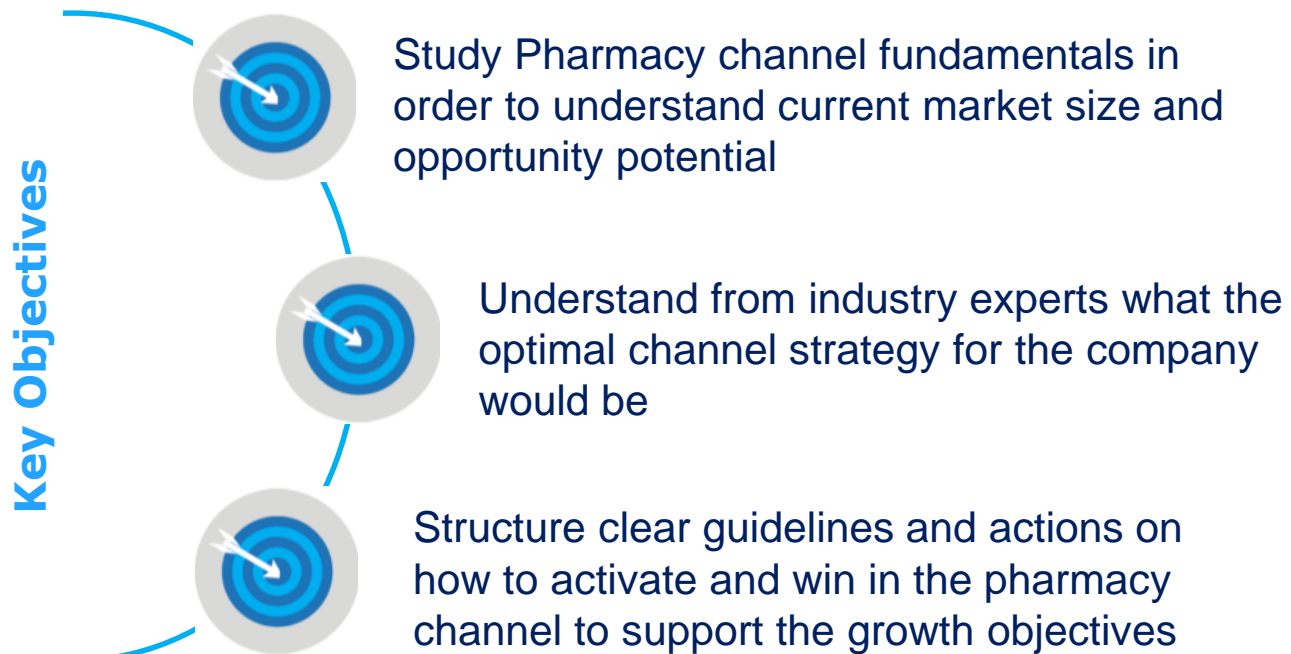 Key Objectives
Study Pharmacy channel fundamentals in
order to understand current market size and
opportunity potential
Understand from industry experts what the
optimal channel strategy for the company
would be
Structure clear guidelines and actions on
how to activate and win in the pharmacy
channel to support the growth objectives